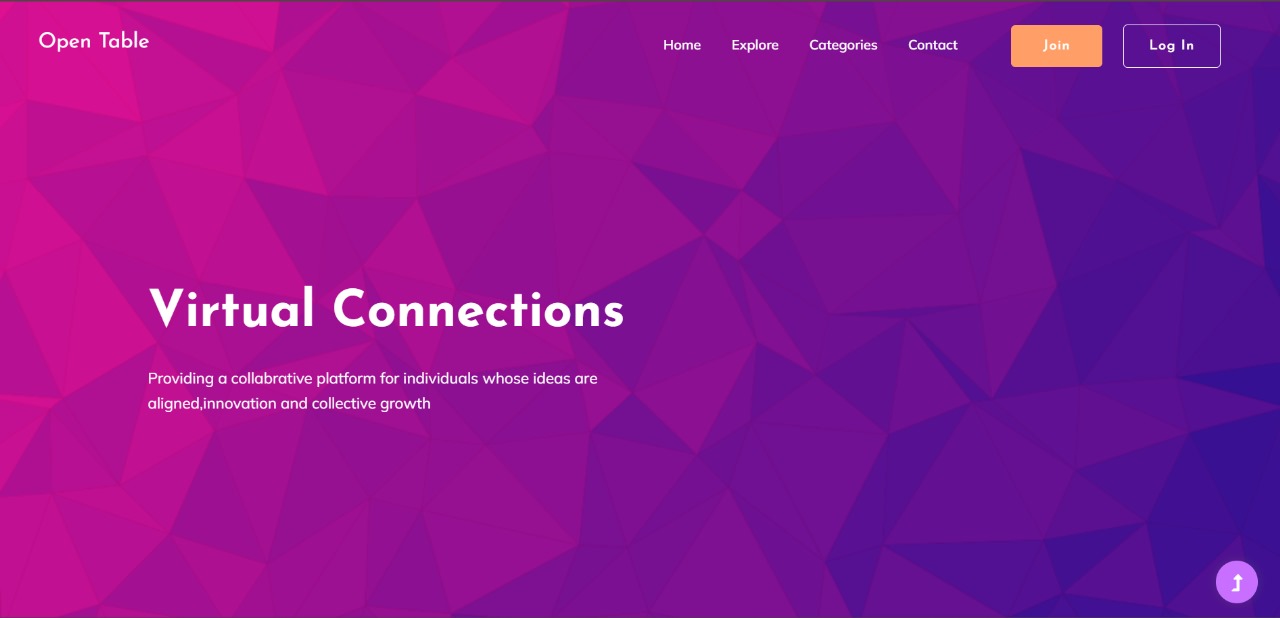 Open Table
Home Explore Categories Contact Join Log In
Virtual Connections
Providing a collabrative platform for individuals whose ideas are
aligned,innovation and collective growth